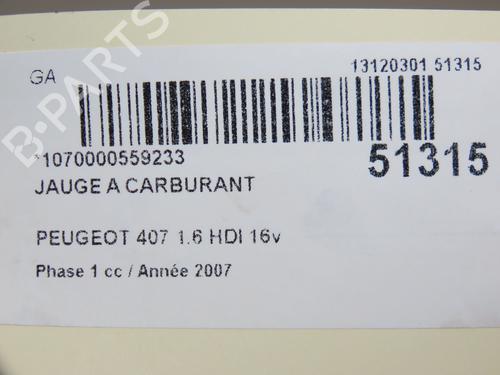 GA
13120301 51315
*1070000559233
51315
JAUGE A CARBURANT
PEUGEOT 407 1.6 HDI 16v
Phase 1 cc / Année 2007
B-PARTS